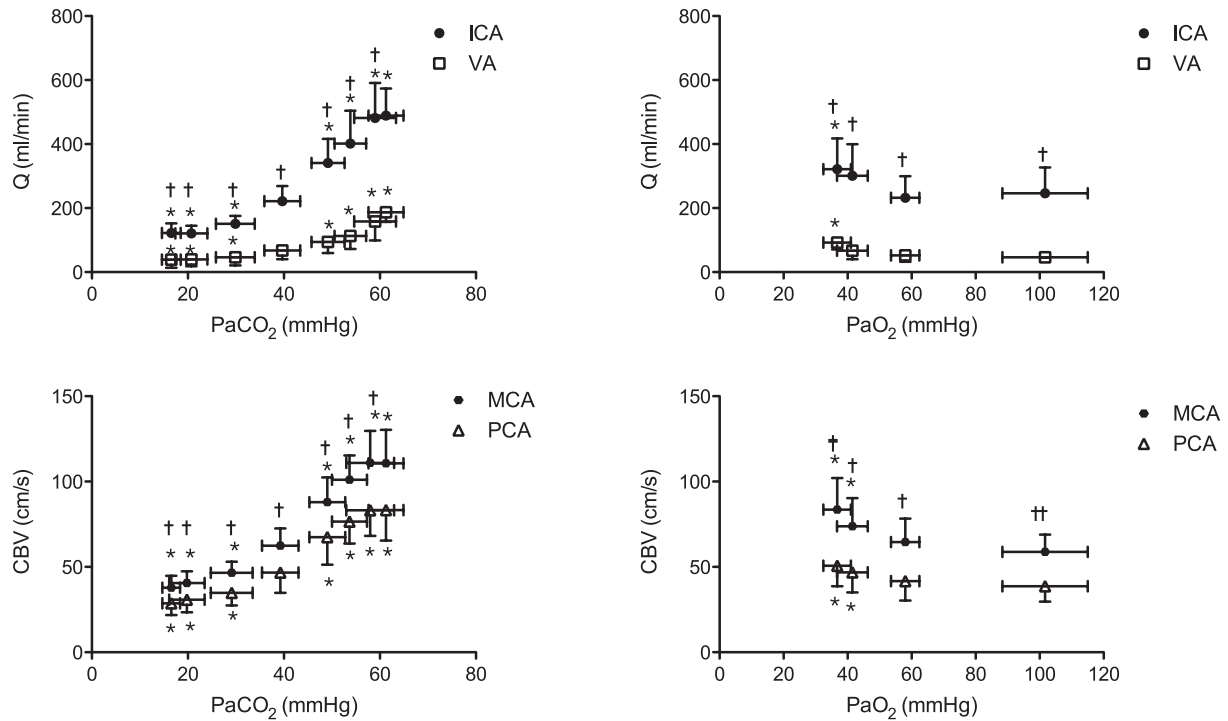 800
600
400
200
0
Q (ml/min)
0 20 40 60 80
PaCO₂ (mmHg)
ICA
VA
† † † † † † † †
* * * * * * * *
* * * * * * *
800
600
400
200
0
Q (ml/min)
0 20 40 60 80 100 120
PaO₂ (mmHg)
ICA
VA
† † † †
*
*
150
100
50
0
CBV (cm/s)
0 20 40 60 80
PaCO₂ (mmHg)
MCA
PCA
† † † † † † †
* * * * * * *
* * * * * * *
150
100
50
0
CBV (cm/s)
0 20 40 60 80 100 120
PaO₂ (mmHg)
MCA
PCA
† † † ††
* *
* *